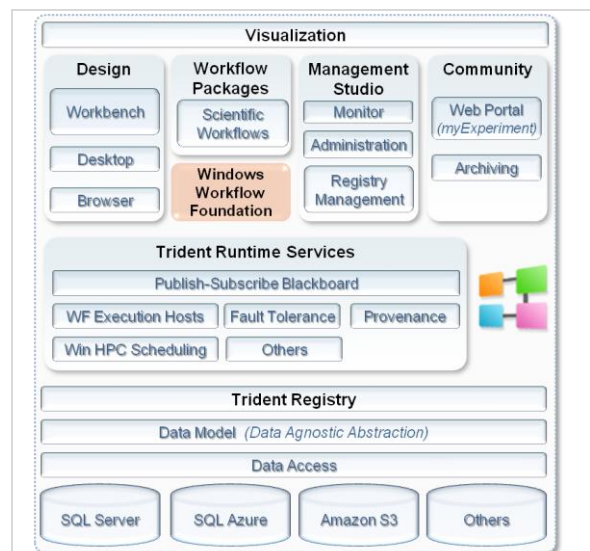 Visualization
Design
Workbench
Desktop
Browser
Workflow
Packages
Scientific
Workflows
Windows
Workflow
Foundation
Management
Studio
Monitor
Administration
Registry
Management
Community
Web Portal
(myExperiment)
Archiving
Trident Runtime Services
Publish-Subscribe Blackboard
WF Execution Hosts
Fault Tolerance
Provenance
Win HPC Scheduling
Others
Trident Registry
Data Model (Data Agnostic Abstraction)
Data Access
SQL Server
SQL Azure
Amazon S3
Others